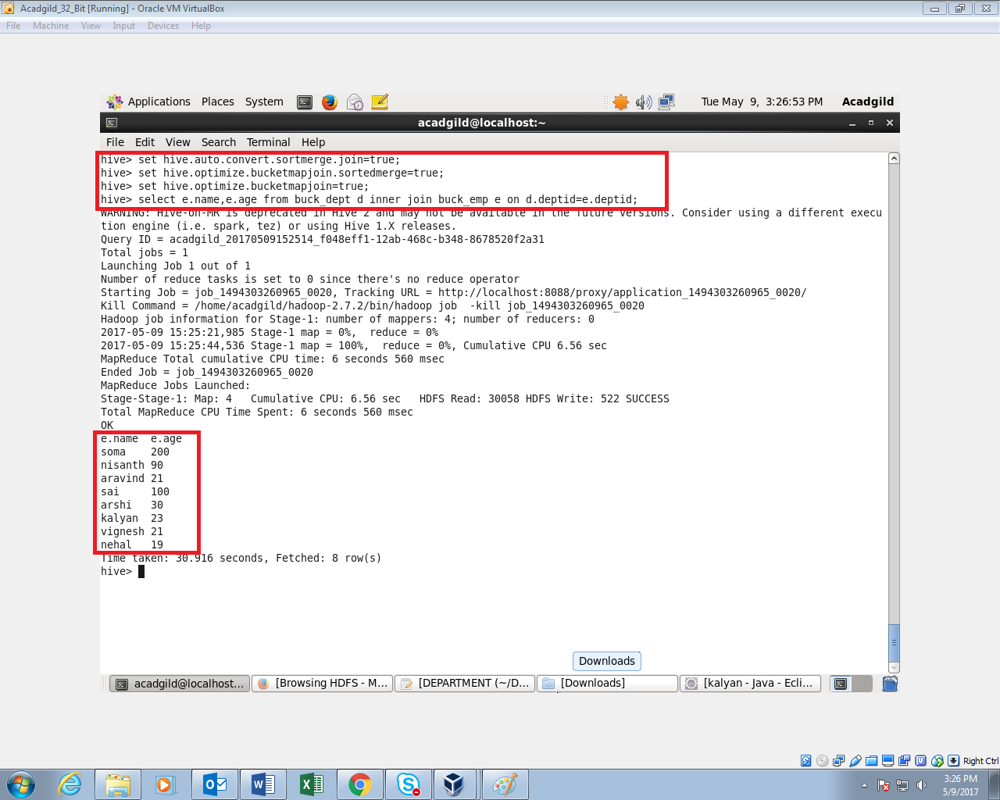 Acadgild_32_Bit [Running] - Oracle VM VirtualBox
File Machine View Input Devices Help
Applications Places System Tue May 9, 3:26:53 PM Acadgild
acadgild@localhost:~
File Edit View Search Terminal Help
hive> set hive.auto.convert.sortmerge.join=true;
hive> set hive.optimize.bucketmapjoin.sortedmerge=true;
hive> set hive.optimize.bucketmapjoin=true;
hive> select e.name,e.age from buck_dept d inner join buck_emp e on d.deptid=e.deptid;
WARNING: Hive-on-MR is deprecated in Hive 2 and may not be available in the future versions. Consider using a different execu
tion engine (i.e. spark, tez) or using Hive 1.X releases.
Query ID = acadgild_20170509152514_f048eff1-12ab-468c-b348-8678520f2a31
Total jobs = 1
Launching Job 1 out of 1
Number of reduce tasks is set to 0 since there's no reduce operator
Starting Job = job_1494303260965_0020, Tracking URL = http://localhost:8088/proxy/application_1494303260965_0020/
Kill Command = /home/acadgild/hadoop-2.7.2/bin/hadoop job  -kill job_1494303260965_0020
Hadoop job information for Stage-1: number of mappers: 4; number of reducers: 0
2017-05-09 15:25:21,985 Stage-1 map = 0%,  reduce = 0%
2017-05-09 15:25:44,536 Stage-1 map = 100%,  reduce = 0%, Cumulative CPU 6.56 sec
MapReduce Total cumulative CPU time: 6 seconds 560 msec
Ended Job = job_1494303260965_0020
MapReduce Jobs Launched:
Stage-Stage-1: Map: 4   Cumulative CPU: 6.56 sec   HDFS Read: 30058 HDFS Write: 522 SUCCESS
Total MapReduce CPU Time Spent: 6 seconds 560 msec
OK
e.name  e.age
soma    200
nisanth 90
aravind 21
sai     100
arshi   30
kalyan  23
vignesh 21
nehal   19
Time taken: 30.916 seconds, Fetched: 8 row(s)
hive>
Downloads
acadgild@localhost... [Browsing HDFS - M... [DEPARTMENT (~/D... [Downloads] [kalyan - Java - Ecli...
Right Ctrl
3:26 PM
5/9/2017